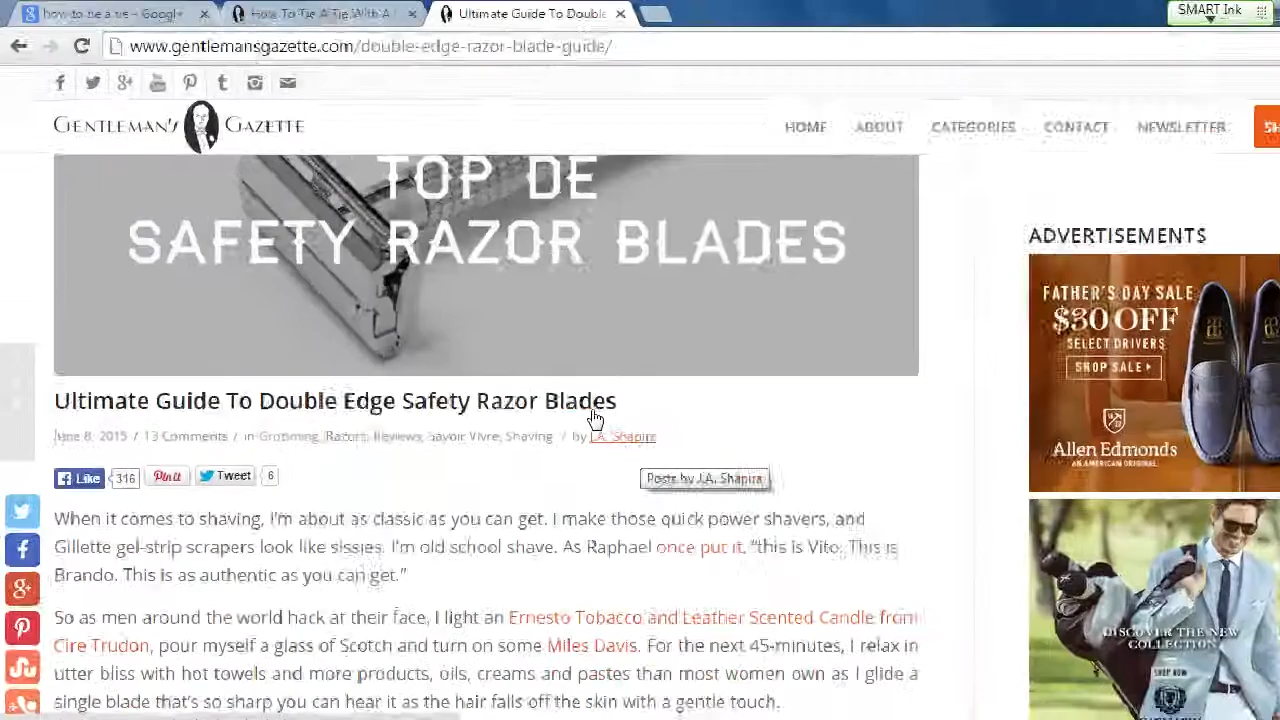 how to tie a tie - Google
How To Tie A Tie With A
Ultimate Guide To Double
SMART Ink
www.gentlemansgazette.com/double-edge-razor-blade-guide/
GENTLEMAN'S GAZETTE
HOME ABOUT CATEGORIES CONTACT NEWSLETTER SH
TOP DE
SAFETY RAZOR BLADES
Ultimate Guide To Double Edge Safety Razor Blades
June 8, 2015 / 13 Comments / in Grooming, Razors, Reviews, Savoir Vivre, Shaving / by J.A. Shapira
Like 316 Pin it Tweet 6
Posts by J.A. Shapira
When it comes to shaving, I'm about as classic as you can get. I make those quick power shavers, and
Gillette gel-strip scrapers look like sissies. I'm old school shave. As Raphael once put it, "this is Vito. This is
Brando. This is as authentic as you can get."
So as men around the world hack at their face, I light an Ernesto Tobacco and Leather Scented Candle from
Cire Trudon, pour myself a glass of Scotch and turn on some Miles Davis. For the next 45-minutes, I relax in
utter bliss with hot towels and more products, our creams and pastes than most women own as I glide a
single blade that's so sharp you can hear it as the hair falls off the skin with a gentle touch.
ADVERTISEMENTS
FATHER'S DAY SALE
$30 OFF
SELECT DRIVERS
SHOP SALE
Allen Edmonds
AN AMERICAN ORIGINAL
DISCOVER THE NEW
COLLECTION
SHOP NOW